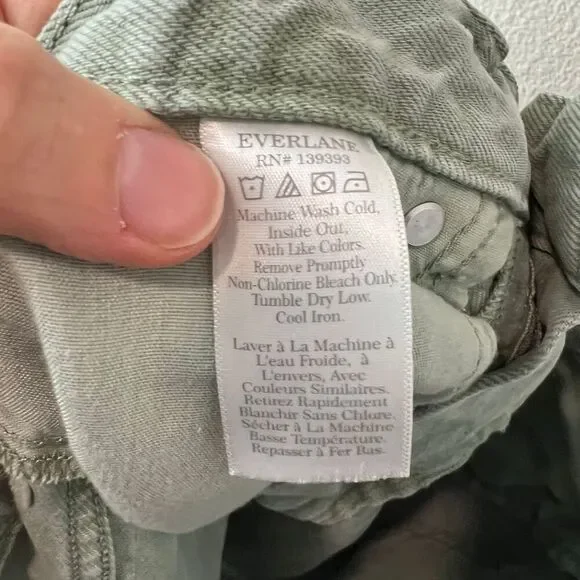 EVERLANE
RN# 139393
Machine Wash Cold,
Inside Out,
With Like Colors.
Remove Promptly
Non-Chlorine Bleach Only.
Tumble Dry Low.
Cool Iron.
Laver à La Machine à
L'eau Froide, à
L'envers, Avec
Couleurs Similaires.
Retirez Rapidement
Blanchir Sans Chlore.
Sécher à La Machine
Basse Température.
Repasser à Fer Bas.